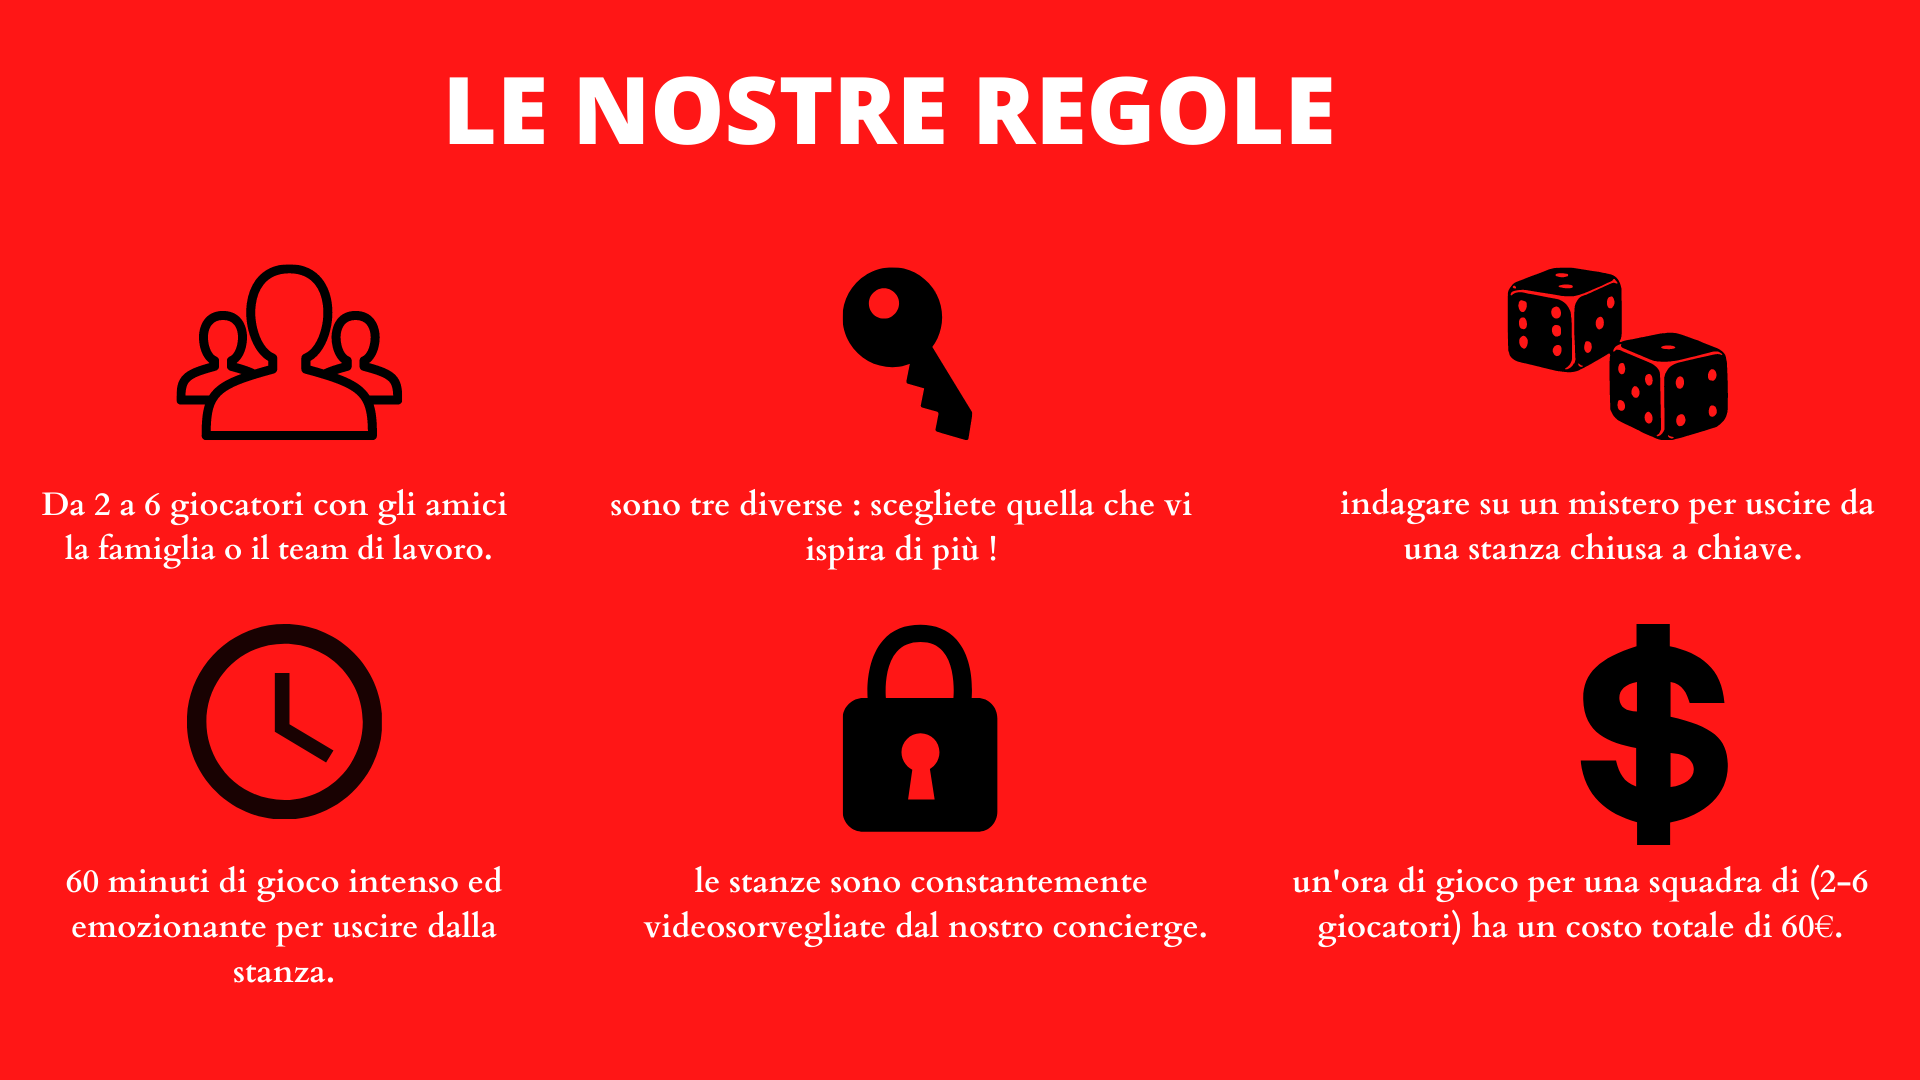 LE NOSTRE REGOLE
Da 2 a 6 giocatori con gli amici
la famiglia o il team di lavoro.
sono tre diverse : scegliete quella che vi
ispira di più !
indagare su un mistero per uscire da
una stanza chiusa a chiave.
60 minuti di gioco intenso ed
emozionante per uscire dalla
stanza.
le stanze sono constantemente
videosorvegliate dal nostro concierge.
un'ora di gioco per una squadra di (2-6
giocatori) ha un costo totale di 60€.